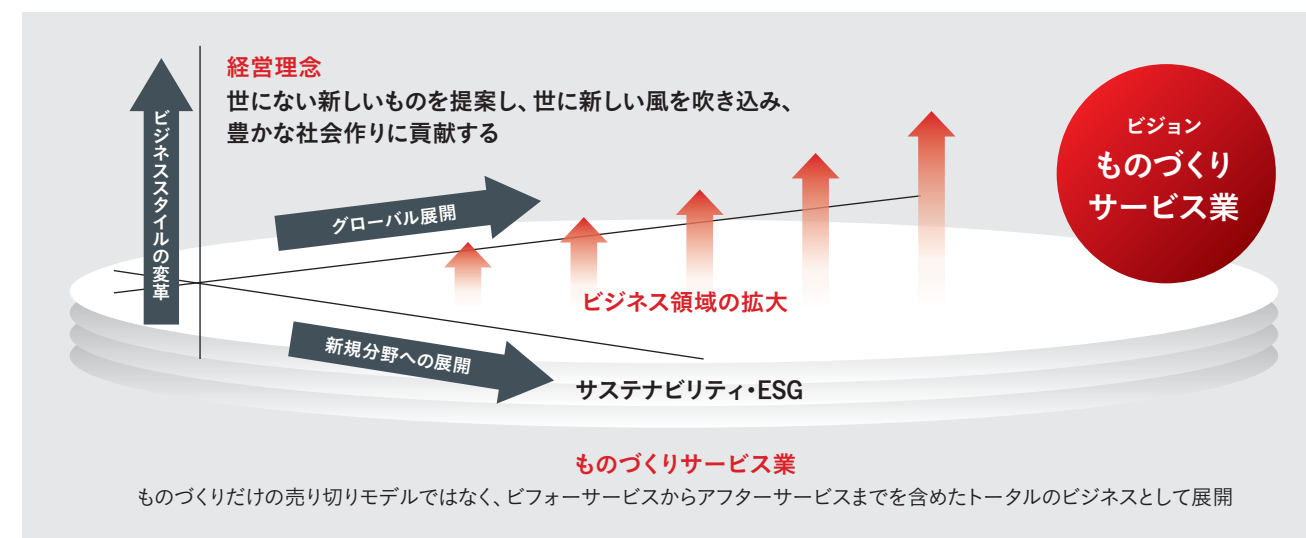 経営理念
世にない新しいものを提案し、世に新しい風を吹き込み、
豊かな社会作りに貢献する
ビジネススタイルの変革
グローバル展開
ビジョン
ものづくり
サービス業
ビジネス領域の拡大
新規分野への展開
サステナビリティ・ESG
ものづくりサービス業
ものづくりだけの売り切りモデルではなく、ビフォーサービスからアフターサービスまでを含めたトータルのビジネスとして展開